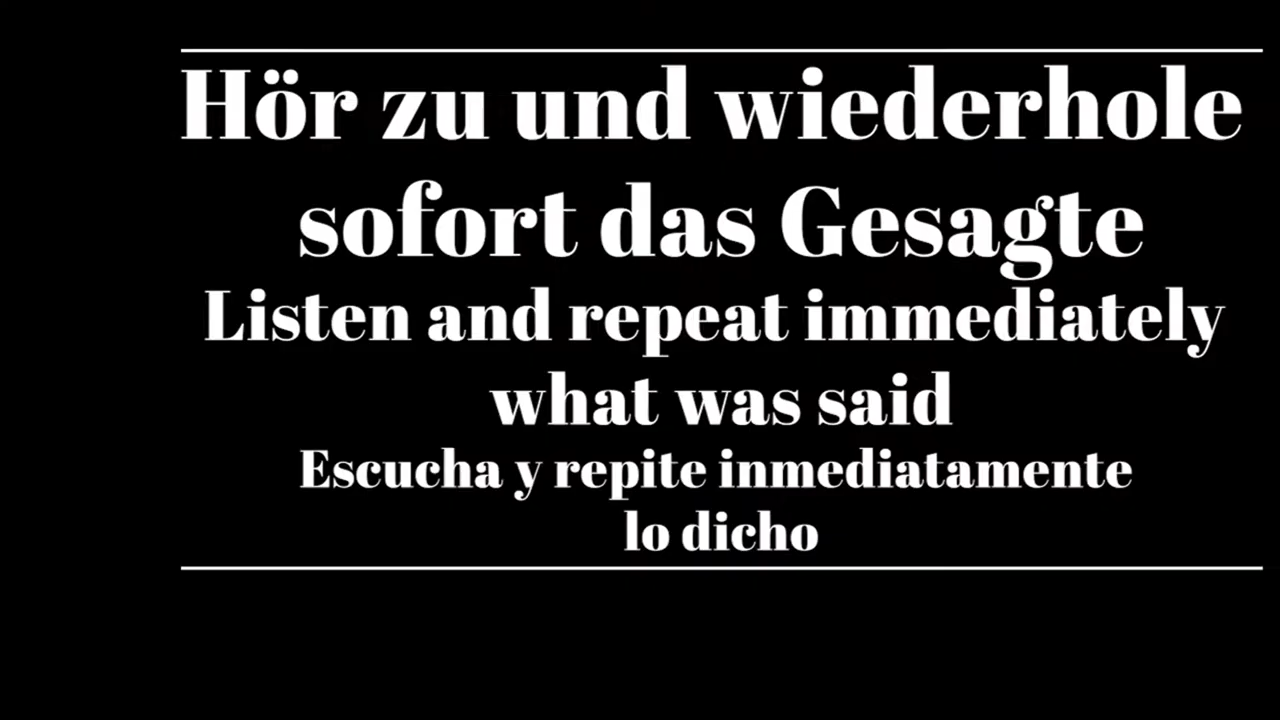 Hör zu und wiederhole
sofort das Gesagte
Listen and repeat immediately
what was said
Escucha y repite inmediatamente
lo dicho